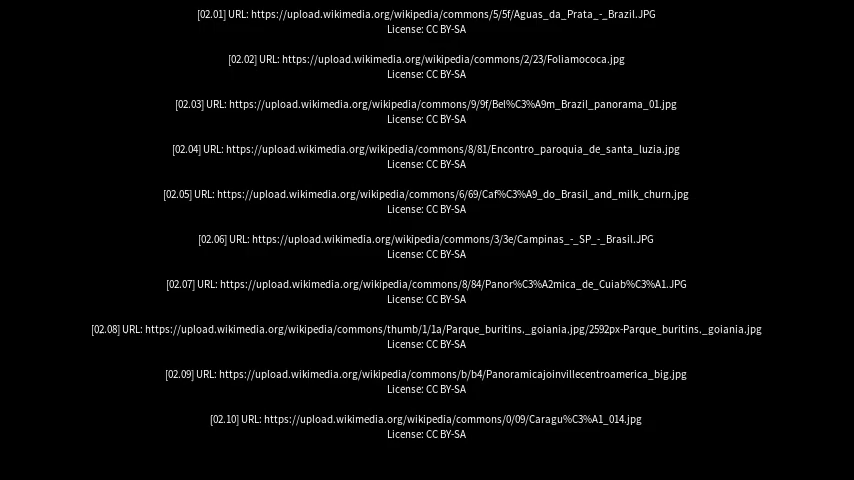 [02.01] URL: https://upload.wikimedia.org/wikipedia/commons/5/5f/Aguas_da_Prata_-_Brazil.JPG
License: CC BY-SA
[02.02] URL: https://upload.wikimedia.org/wikipedia/commons/2/23/Foliamococa.jpg
License: CC BY-SA
[02.03] URL: https://upload.wikimedia.org/wikipedia/commons/9/9f/Bel%C3%A9m_Brazil_panorama_01.jpg
License: CC BY-SA
[02.04] URL: https://upload.wikimedia.org/wikipedia/commons/8/81/Encontro_paroquia_de_santa_luzia.jpg
License: CC BY-SA
[02.05] URL: https://upload.wikimedia.org/wikipedia/commons/6/69/Caf%C3%A9_do_Brasil_and_milk_churn.jpg
License: CC BY-SA
[02.06] URL: https://upload.wikimedia.org/wikipedia/commons/3/3e/Campinas_-_SP_-_Brasil.JPG
License: CC BY-SA
[02.07] URL: https://upload.wikimedia.org/wikipedia/commons/8/84/Panor%C3%A2mica_de_Cuiab%C3%A1.JPG
License: CC BY-SA
[02.08] URL: https://upload.wikimedia.org/wikipedia/commons/thumb/1/1a/Parque_buritins._goiania.jpg/2592px-Parque_buritins._goiania.jpg
License: CC BY-SA
[02.09] URL: https://upload.wikimedia.org/wikipedia/commons/b/b4/Panoramicajoinvillecentroamerica_big.jpg
License: CC BY-SA
[02.10] URL: https://upload.wikimedia.org/wikipedia/commons/0/09/Caragu%C3%A1_014.jpg
License: CC BY-SA